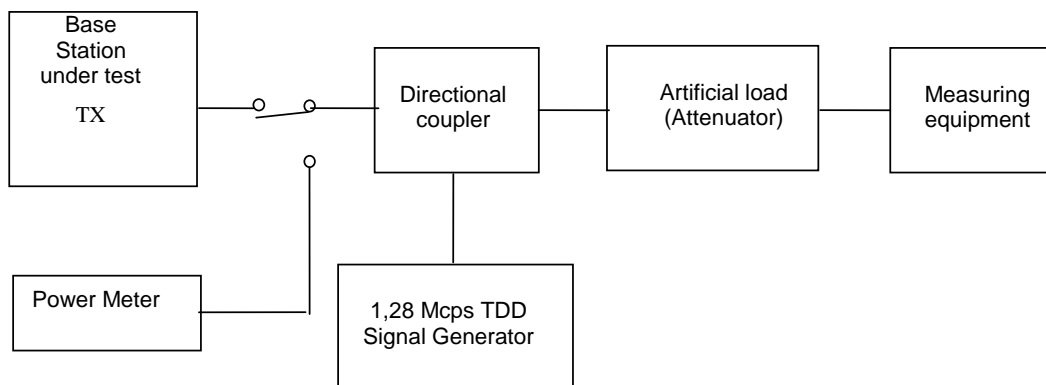 Base
Station
under test
TX
Directional
coupler
Artificial load
(Attenuator)
Measuring
equipment
Power Meter
1,28 Mcps TDD
Signal Generator